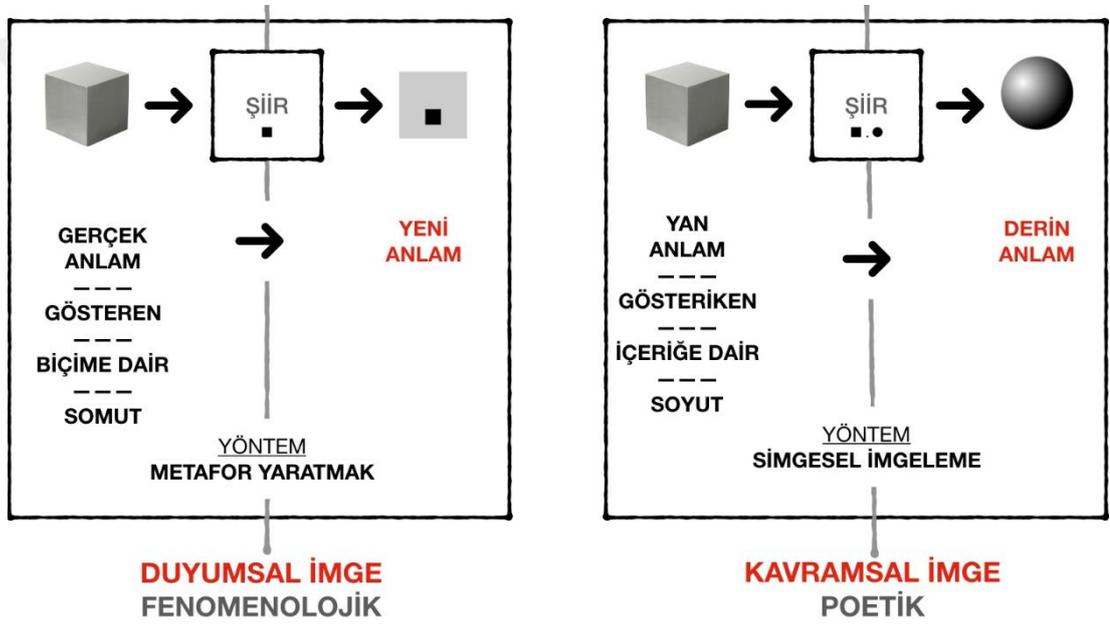 ŞİİR
GERÇEK
ANLAM
GÖSTEREN
BİÇİME DAİR
SOMUT
YENİ
ANLAM
YÖNTEM
METAFOR YARATMAK
DUYUMSAL İMGE
FENOMENOLOJİK
ŞİİR
YAN
ANLAM
GÖSTERİKEN
İÇERİĞE DAİR
SOYUT
DERİN
ANLAM
YÖNTEM
SİMGESEL İMGELEME
KAVRAMSAL İMGE
POETİK